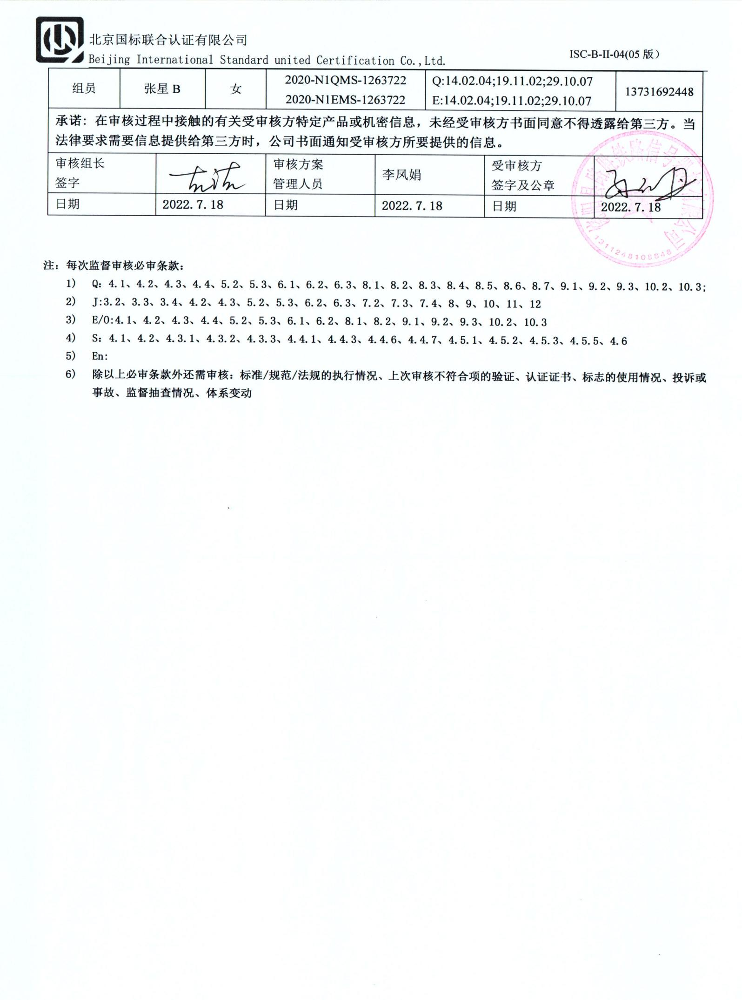 北京国标联合认证有限公司
Beijing International Standard united Certification Co.,Ltd.
ISC-B-II-04(05 版）
组员 张星 B 女 2020-N1QMS-1263722 Q:14.02.04;19.11.02;29.10.07 13731692448
2020-N1EMS-1263722 E:14.02.04;19.11.02;29.10.07
承诺：在审核过程中接触的有关受审核方特定产品或机密信息，未经受审核方书面同意不得透露给第三方。当
法律要求需要信息提供给第三方时，公司书面通知受审核方所要提供的信息。
审核组长 审核方案 李凤娟 受审核方
签字 管理人员 签字及公章
日期 2022.7.18 日期 2022.7.18 日期 2022.7.18
1311248108848
注：每次监督审核必审条款：
1) Q：4.1、4.2、4.3、4.4、5.2、5.3、6.1、6.2、6.3、8.1、8.2、8.3、8.4、8.5、8.6、8.7、9.1、9.2、9.3、10.2、10.3;
2) J:3.2、3.3、3.4、4.2、4.3、5.2、5.3、6.2、6.3、7.2、7.3、7.4、8、9、10、11、12
3) E/O:4.1、4.2、4.3、4.4、5.2、5.3、6.1、6.2、8.1、8.2、9.1、9.2、9.3、10.2、10.3
4) S：4.1、4.2、4.3.1、4.3.2、4.3.3、4.4.1、4.4.3、4.4.6、4.4.7、4.5.1、4.5.2、4.5.3、4.5.5、4.6
5) En:
6) 除以上必审条款外还需审核：标准/规范/法规的执行情况、上次审核不符合项的验证、认证证书、标志的使用情况、投诉或
事故、监督抽查情况、体系变动